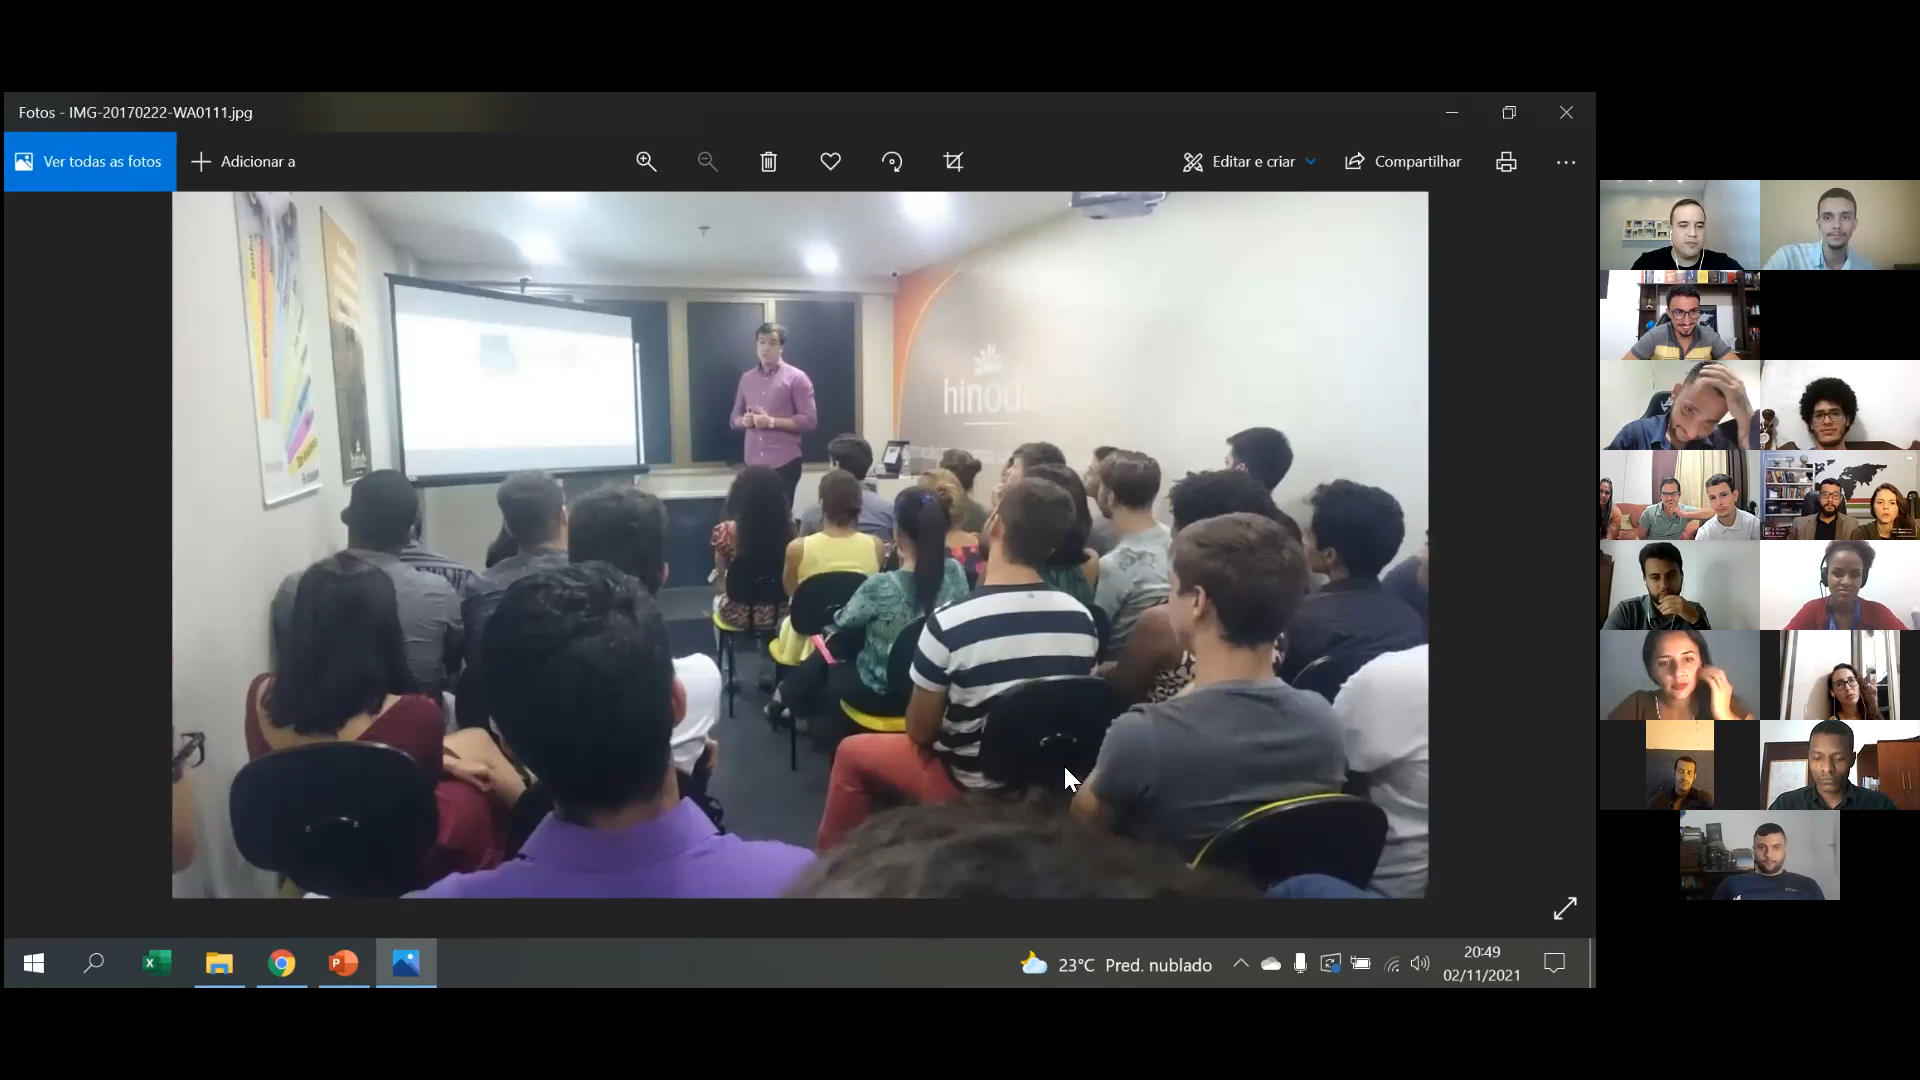 Fotos - IMG-20170222-WA0111.jpg
Ver todas as fotos
Adicionar a
Editar e criar
Compartilhar
hinode
23°C Pred. nublado
20:49
02/11/2021